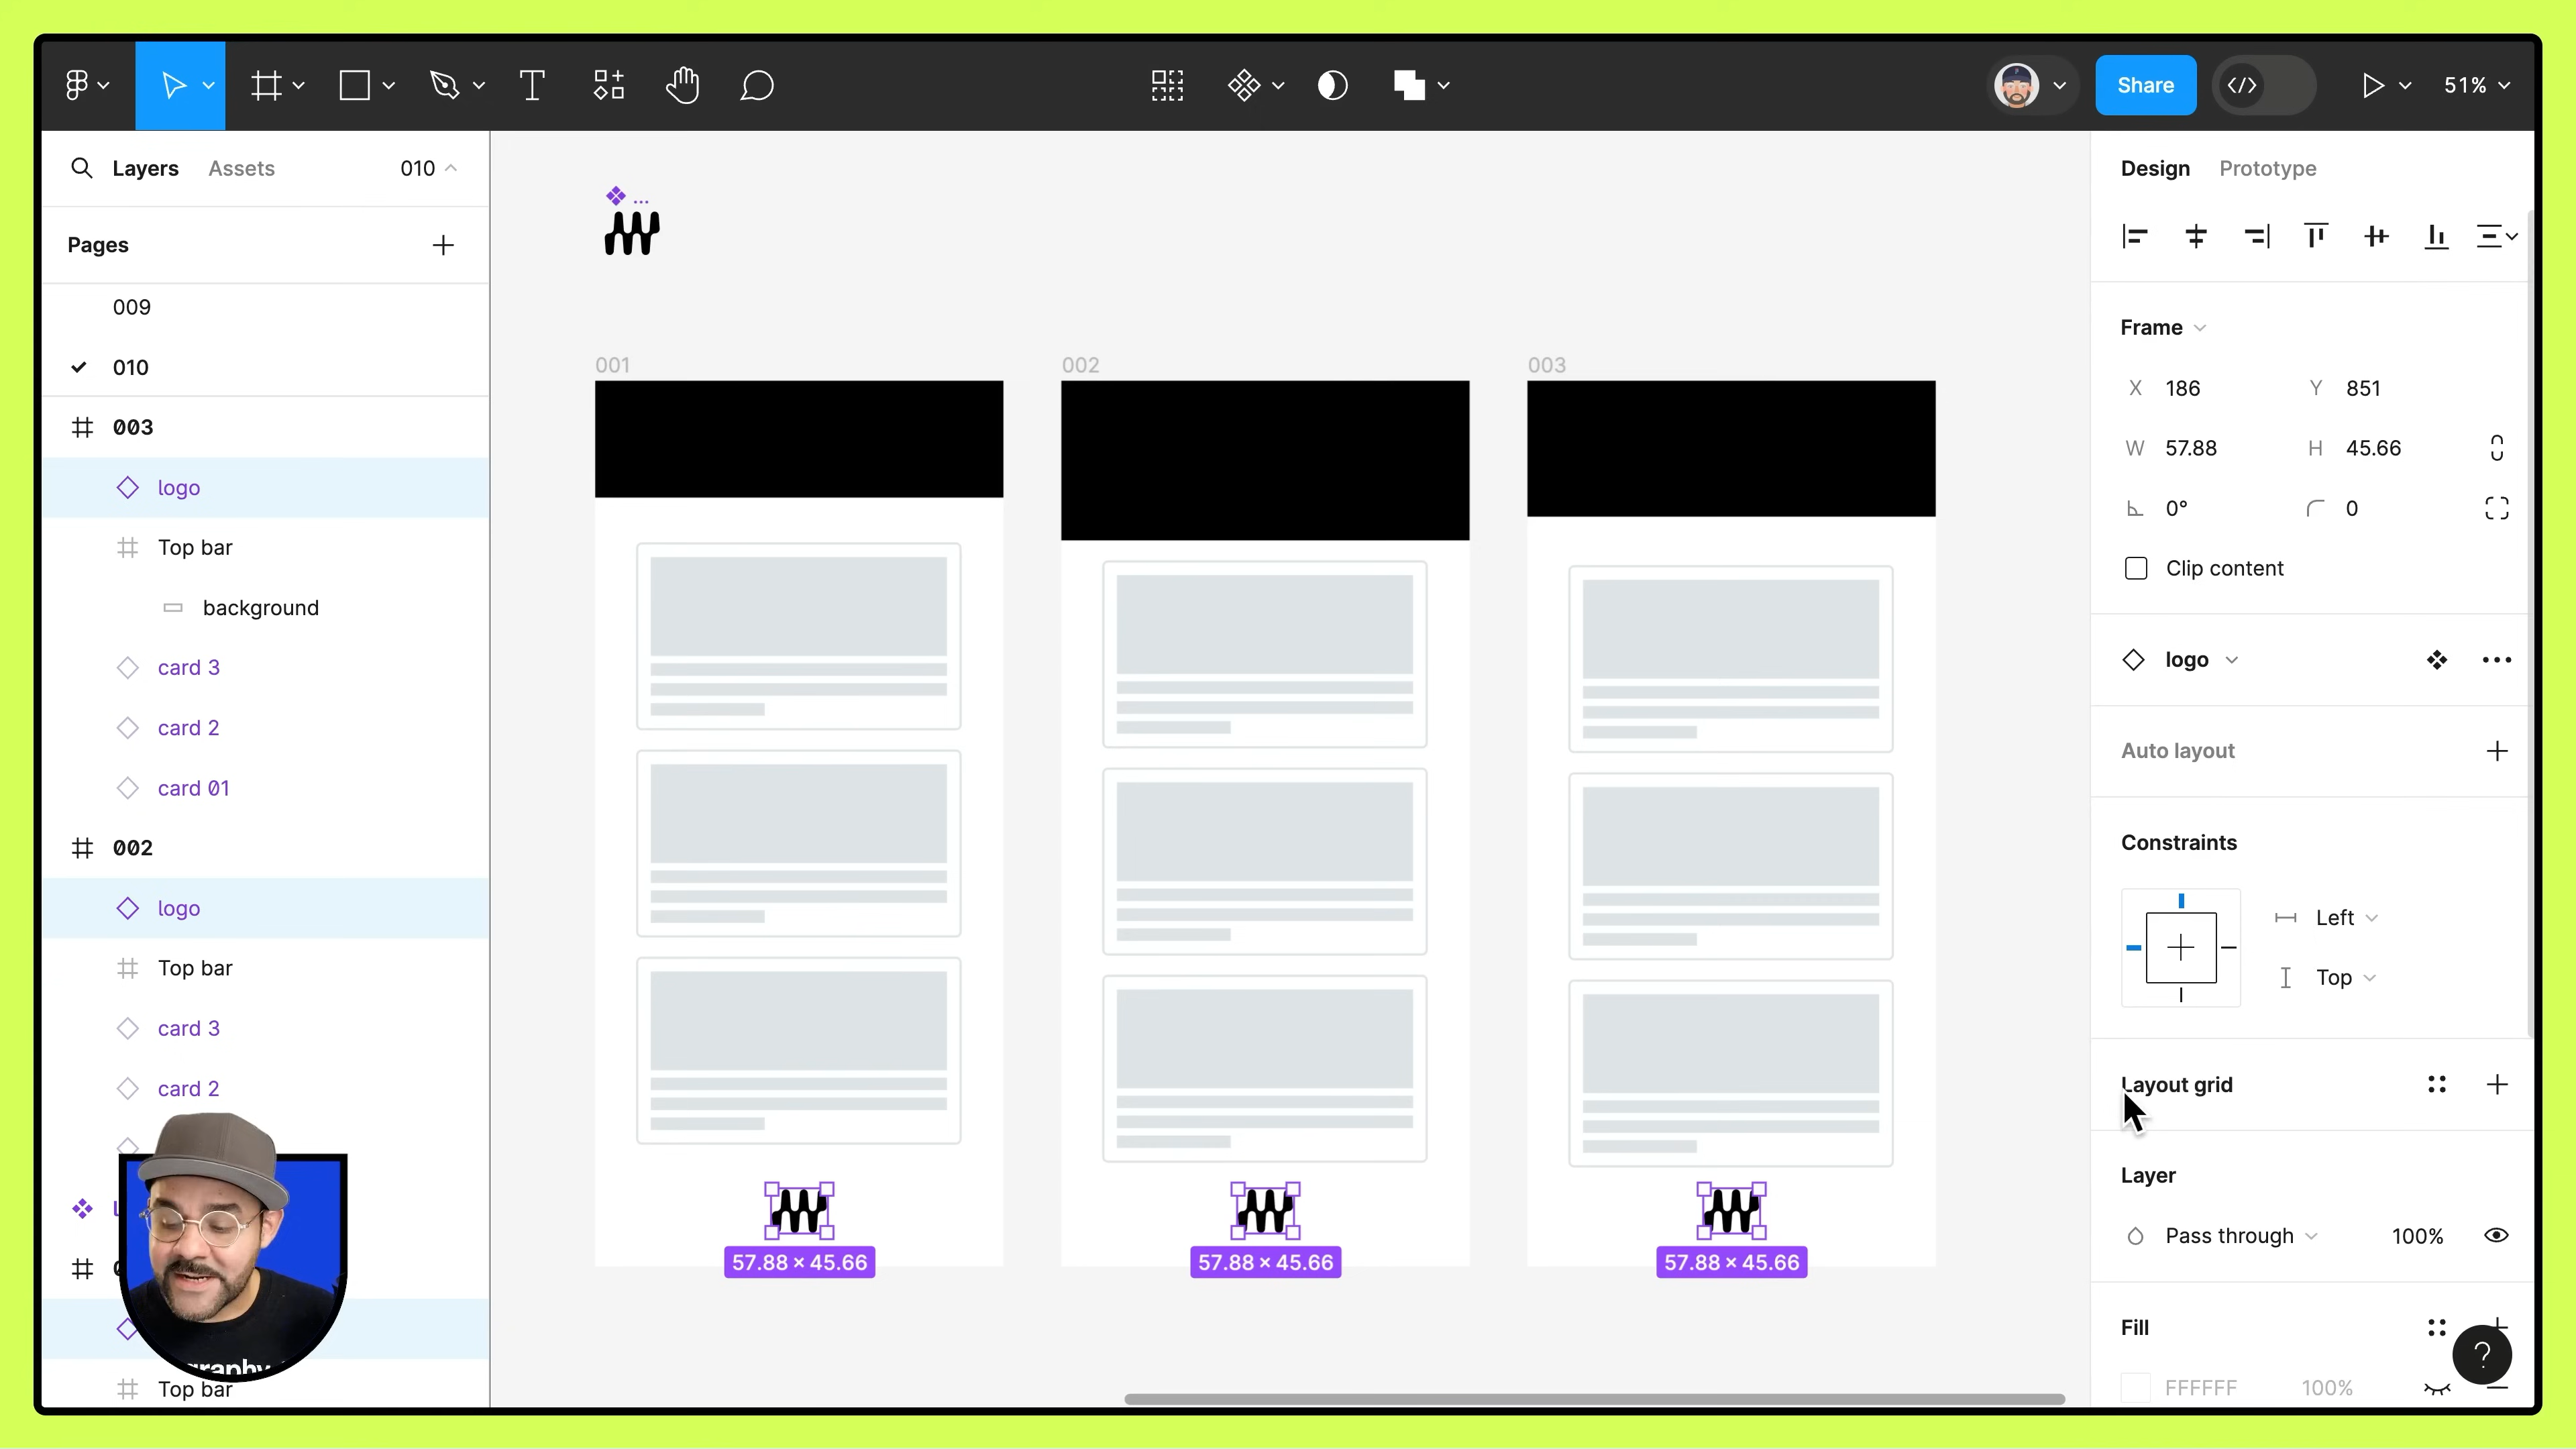 Share
51%
Layers
Assets
010
Pages
009
010
003
logo
Top bar
background
card 3
card 2
card 01
002
logo
Top bar
card 3
card 2
Top bar
graphy
...
001
002
003
57.88 × 45.66
57.88 × 45.66
57.88 × 45.66
Design
Prototype
Frame
X 186 Y 851
W 57.88 H 45.66
0° 0
Clip content
logo
Auto layout
Constraints
Left
Top
Layout grid
Layer
Pass through 100%
Fill
?
FFFFFF 100%